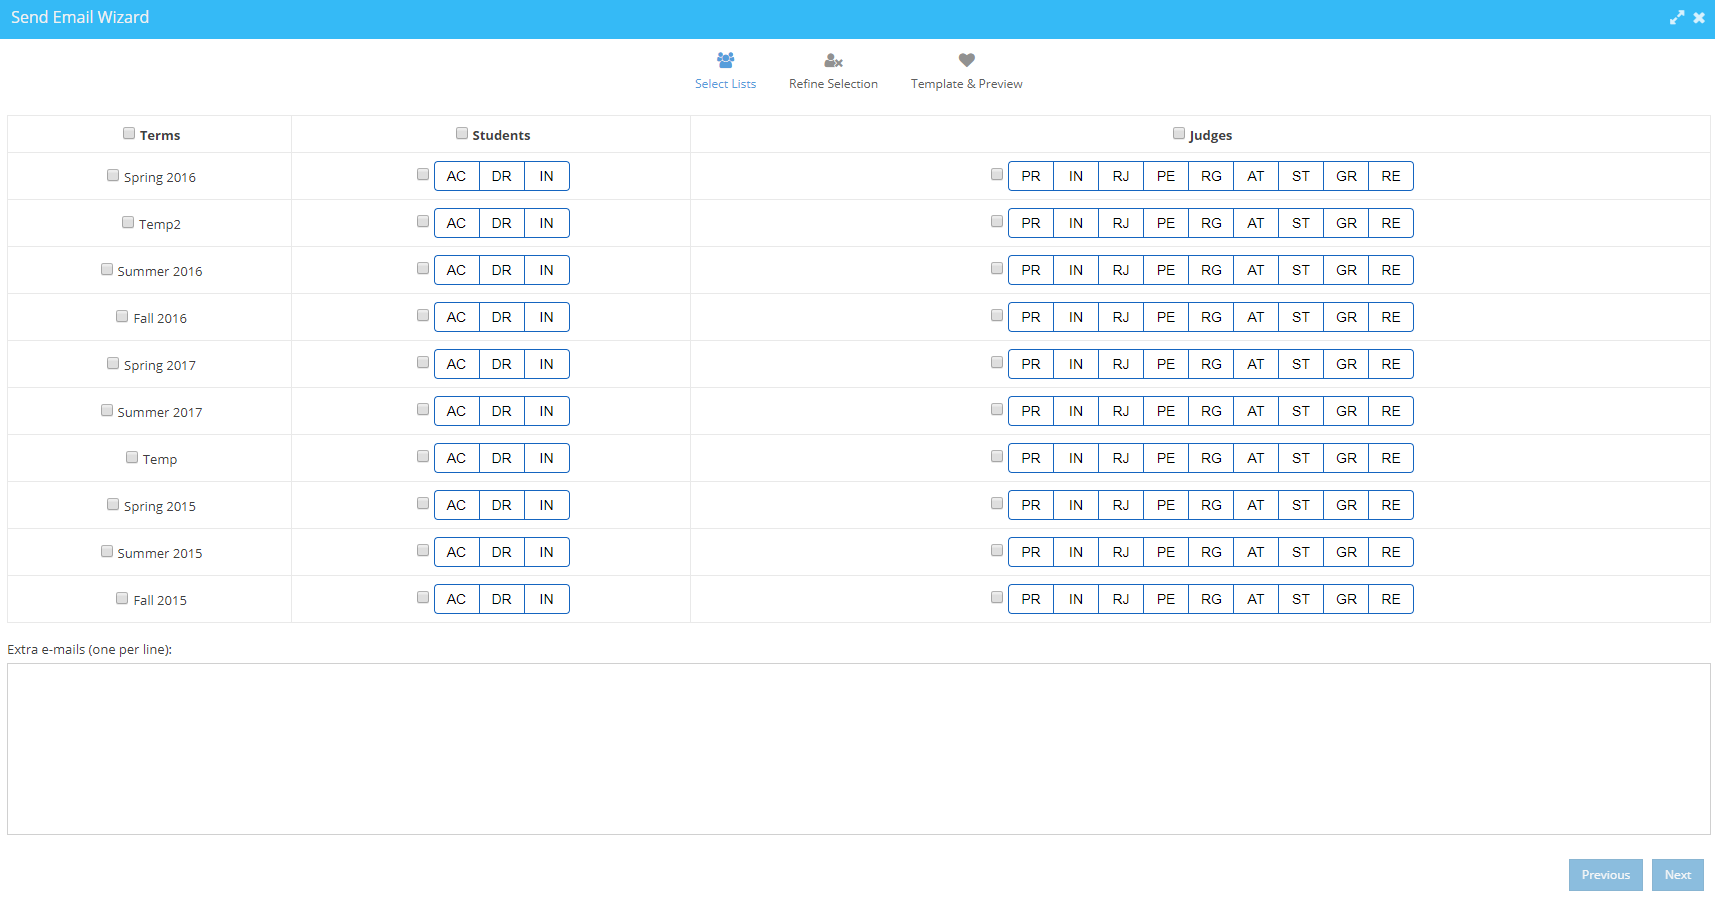 Send Email Wizard
Select Lists Refine Selection Template & Preview
Terms Students Judges
Spring 2016 AC DR IN PR IN RJ PE RG AT ST GR RE
Temp2 AC DR IN PR IN RJ PE RG AT ST GR RE
Summer 2016 AC DR IN PR IN RJ PE RG AT ST GR RE
Fall 2016 AC DR IN PR IN RJ PE RG AT ST GR RE
Spring 2017 AC DR IN PR IN RJ PE RG AT ST GR RE
Summer 2017 AC DR IN PR IN RJ PE RG AT ST GR RE
Temp AC DR IN PR IN RJ PE RG AT ST GR RE
Spring 2015 AC DR IN PR IN RJ PE RG AT ST GR RE
Summer 2015 AC DR IN PR IN RJ PE RG AT ST GR RE
Fall 2015 AC DR IN PR IN RJ PE RG AT ST GR RE
Extra e-mails (one per line):
Previous Next